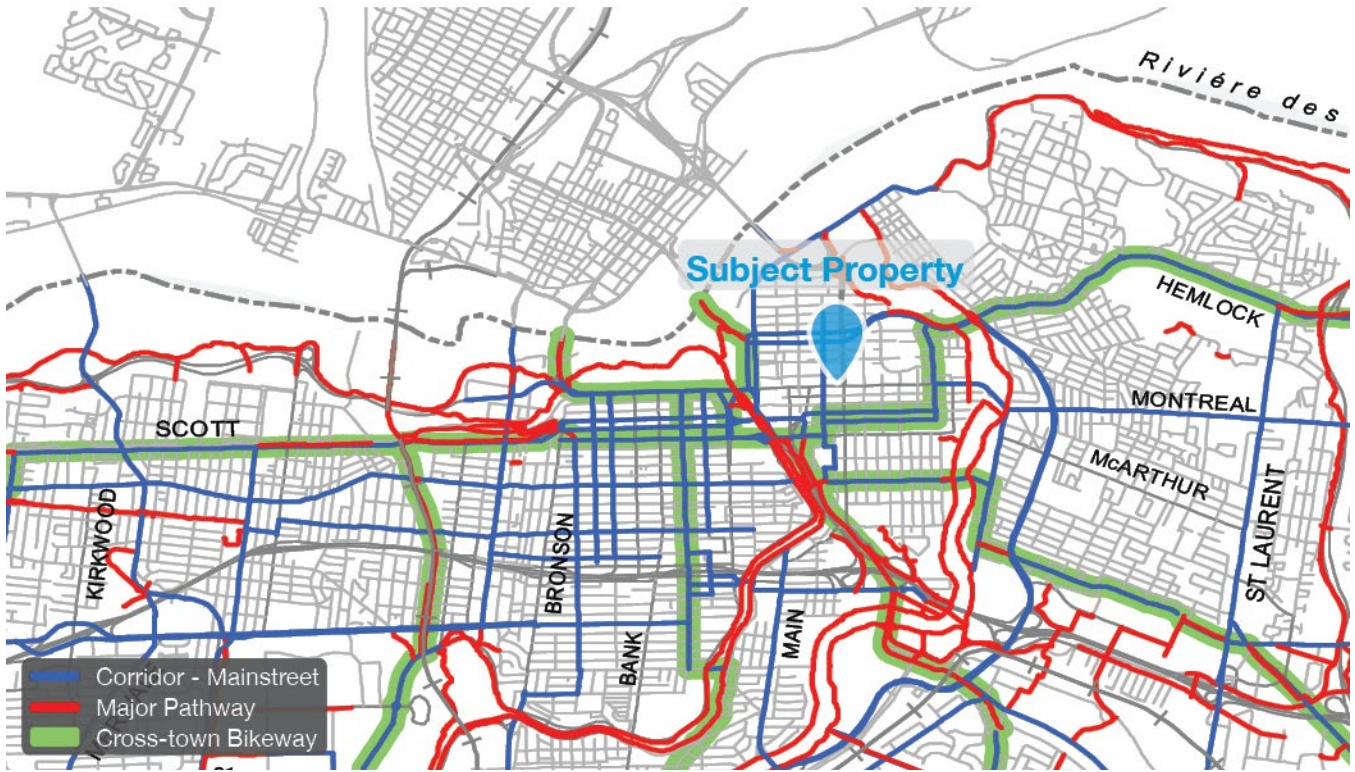 Riviére des
Subject Property
HEMLOCK
MONTREAL
SCOTT
McARTHUR
KIRKWOOD
BRONSON
BANK
MAIN
ST LAURENT
Corridor - Mainstreet
Major Pathway
Cross-town Bikeway